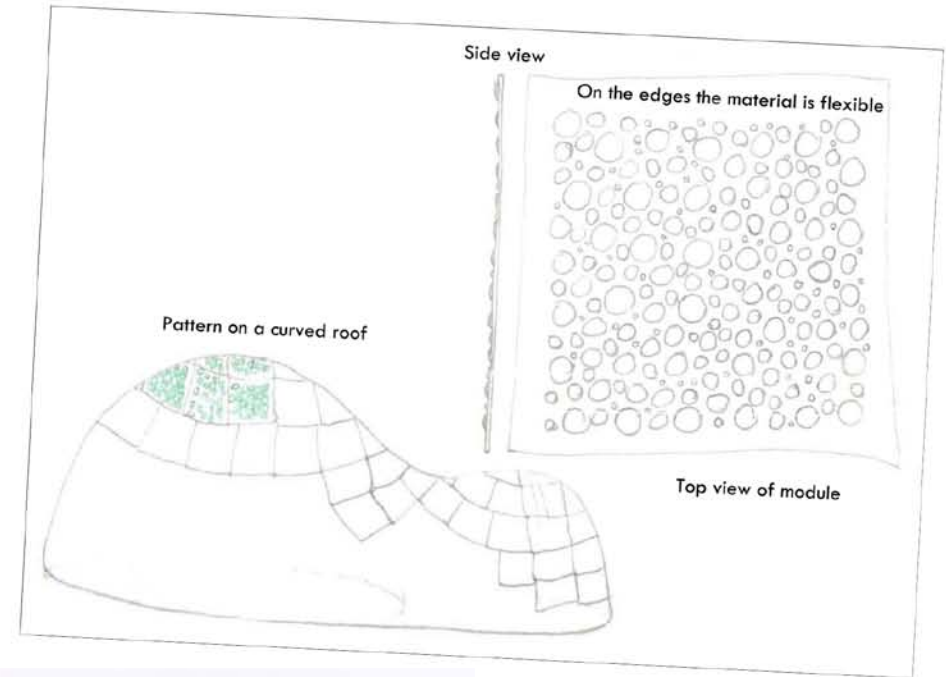 Side view
On the edges the material is flexible
Pattern on a curved roof
Top view of module